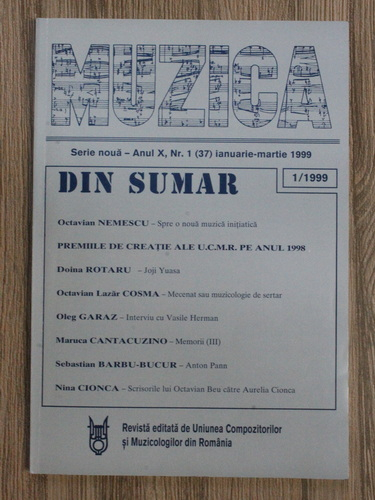 MUZICA
Serie nouă – Anul X, Nr. 1 (37) ianuarie-martie 1999
DIN SUMAR
1/1999
Octavian NEMESCU – Spre o nouă muzică inițiatică
PREMIILE DE CREAȚIE ALE U.C.M.R. PE ANUL 1998
Doina ROTARU – Joji Yuasa
Octavian Lazăr COSMA – Mecenat sau muzicologie de sertar
Oleg GARAZ – Interviu cu Vasile Herman
Maruca CANTACUZINO – Memorii (III)
Sebastian BARBU-BUCUR – Anton Pann
Nina CIONCA – Scrisorile lui Octavian Beu către Aurelia Cionca
Revistă editată de Uniunea Compozitorilor
și Muzicologilor din România